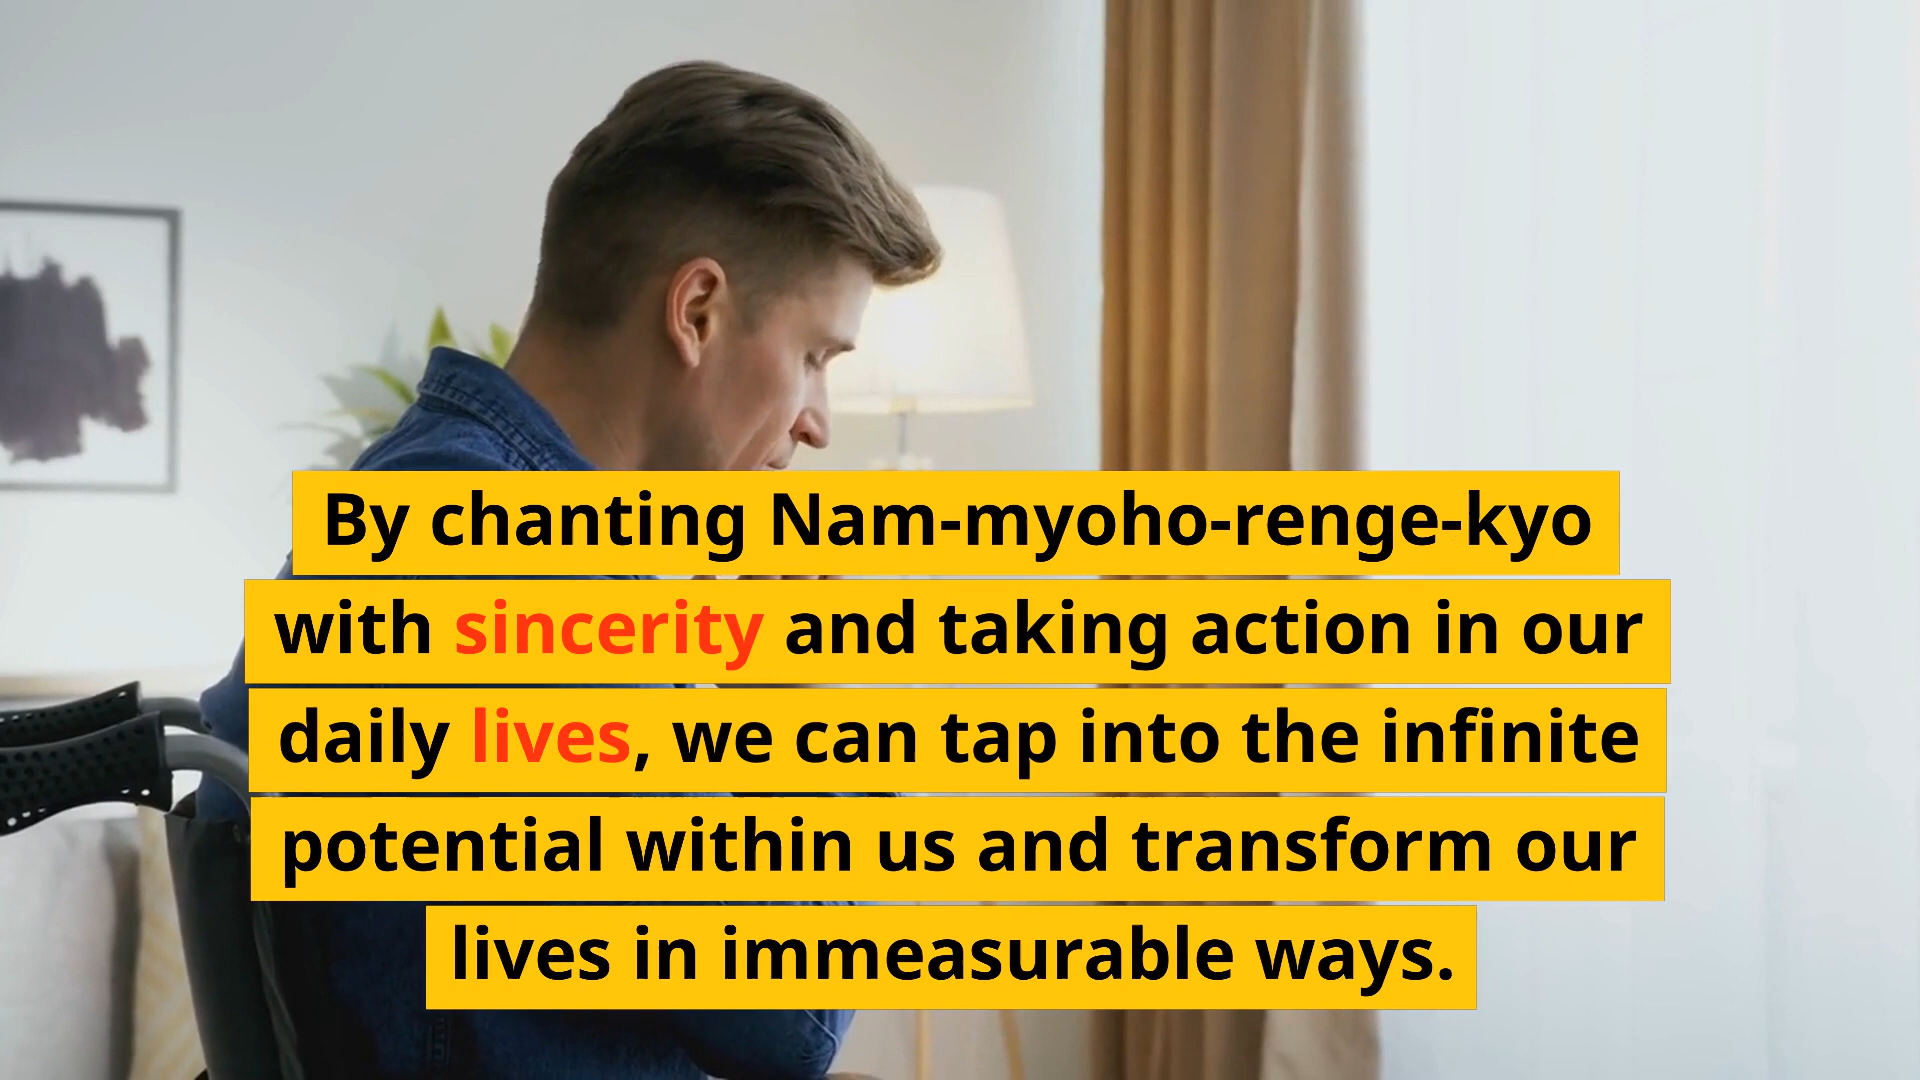 By chanting Nam-myoho-renge-kyo
with sincerity and taking action in our
daily lives, we can tap into the infinite
potential within us and transform our
lives in immeasurable ways.